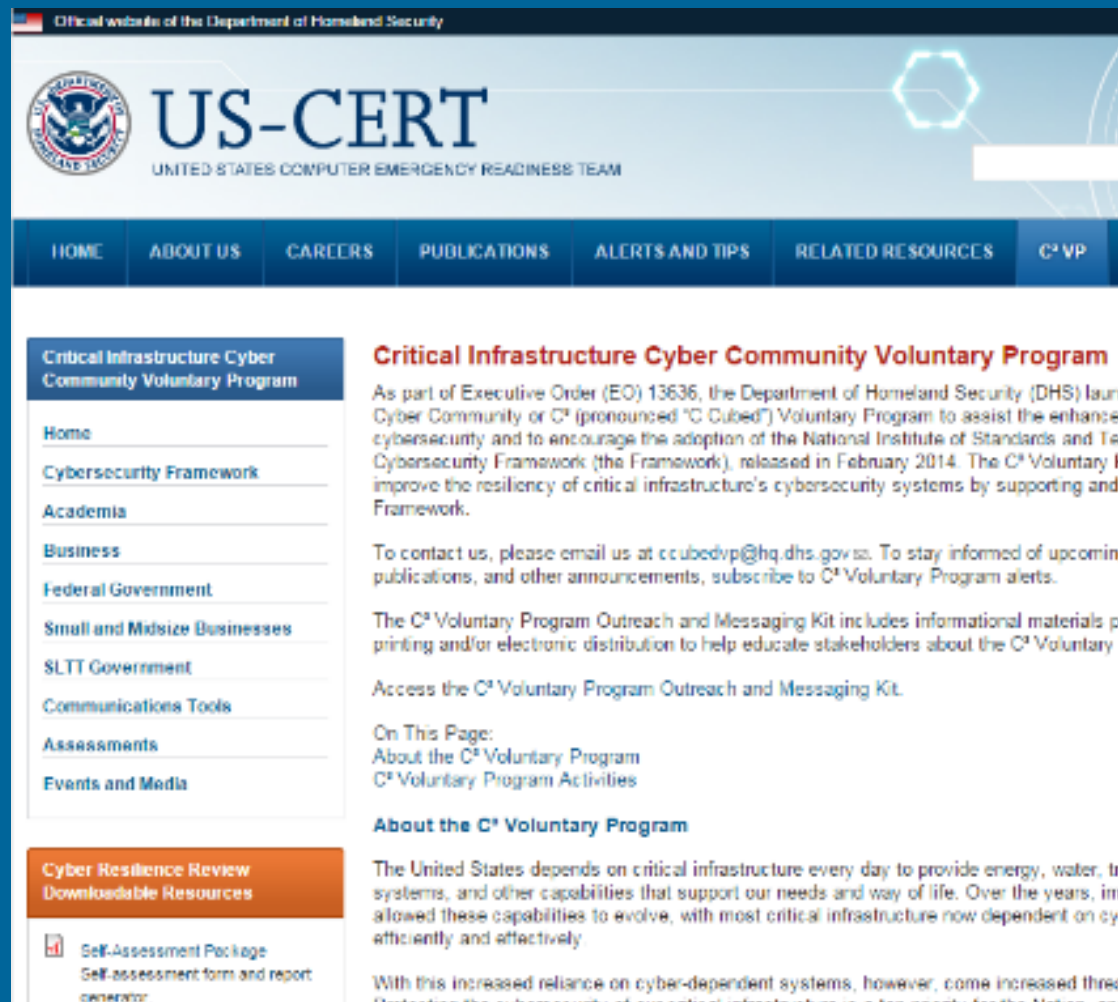 Official website of the Department of Homeland Security
US-CERT
UNITED STATES COMPUTER EMERGENCY READINESS TEAM
HOME ABOUT US CAREERS PUBLICATIONS ALERTS AND TIPS RELATED RESOURCES C³ VP
Critical Infrastructure Cyber
Community Voluntary Program
Home
Cybersecurity Framework
Academia
Business
Federal Government
Small and Midsize Businesses
SLTT Government
Communications Tools
Assessments
Events and Media
Cyber Resilience Review
Downloadable Resources
Self-Assessment Package
Self-assessment form and report
generator
Critical Infrastructure Cyber Community Voluntary Program
As part of Executive Order (EO) 13636, the Department of Homeland Security (DHS) laun
Cyber Community or C³ (pronounced "C Cubed") Voluntary Program to assist the enhance
cybersecurity and to encourage the adoption of the National Institute of Standards and Te
Cybersecurity Framework (the Framework), released in February 2014. The C³ Voluntary
improve the resiliency of critical infrastructure's cybersecurity systems by supporting and
Framework.
To contact us, please email us at ccubedvp@hq.dhs.gov. To stay informed of upcomin
publications, and other announcements, subscribe to C³ Voluntary Program alerts.
The C³ Voluntary Program Outreach and Messaging Kit includes informational materials p
printing and/or electronic distribution to help educate stakeholders about the C³ Voluntary
Access the C³ Voluntary Program Outreach and Messaging Kit.
On This Page:
About the C³ Voluntary Program
C³ Voluntary Program Activities
About the C³ Voluntary Program
The United States depends on critical infrastructure every day to provide energy, water, tr
systems, and other capabilities that support our needs and way of life. Over the years, im
allowed these capabilities to evolve, with most critical infrastructure now dependent on cy
efficiently and effectively.
With this increased reliance on cyber-dependent systems, however, come increased thre